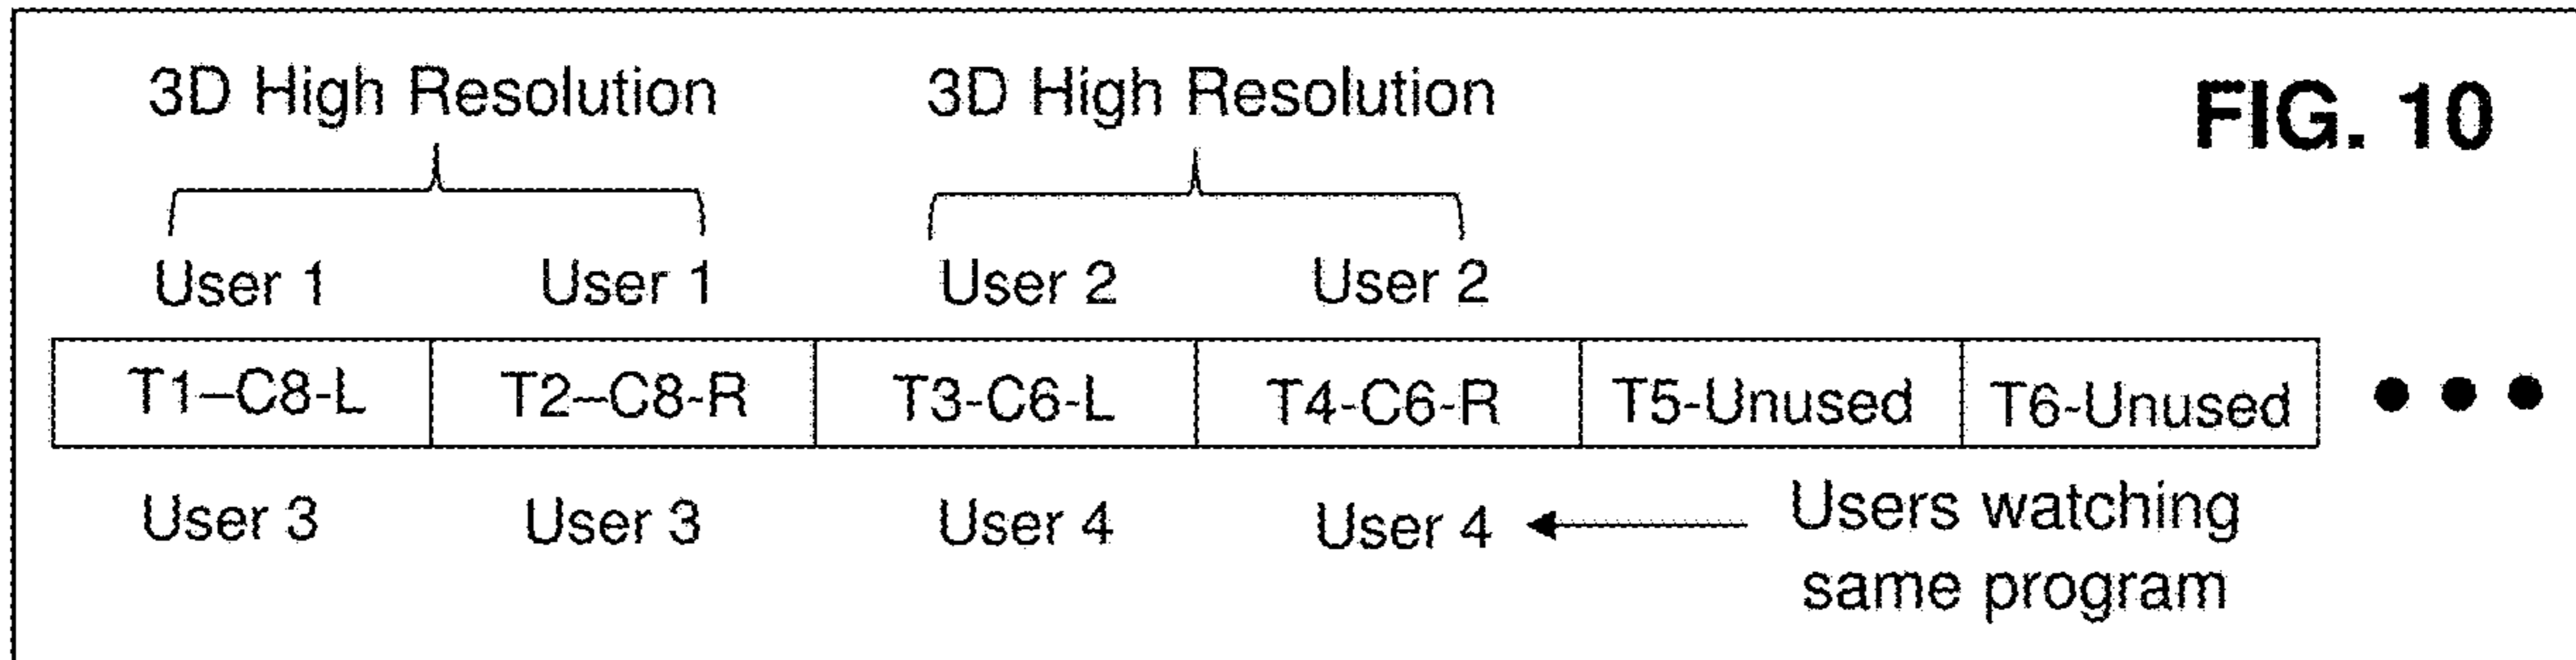 3D High Resolution 3D High Resolution FIG. 10
User 1 User 1 User 2 User 2
T1–C8-L T2–C8-R T3-C6-L T4-C6-R T5-Unused T6-Unused
User 3 User 3 User 4 User 4 Users watching
same program